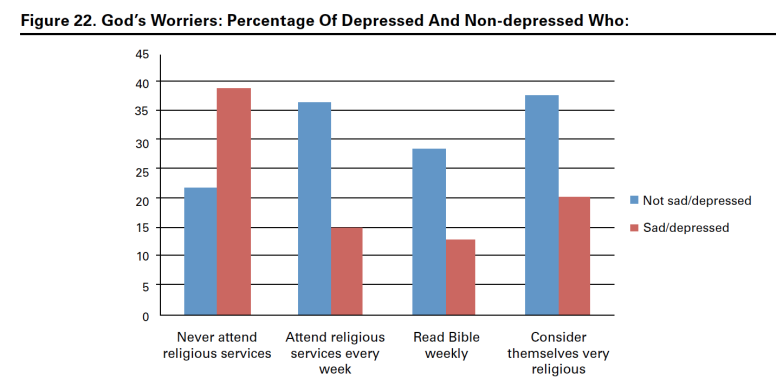 Figure 22. God's Worriers: Percentage Of Depressed And Non-depressed Who:
45
40
35
30
25
20
15
10
5
0
Not sad/depressed
Sad/depressed
Never attend
religious services
Attend religious
services every
week
Read Bible
weekly
Consider
themselves very
religious